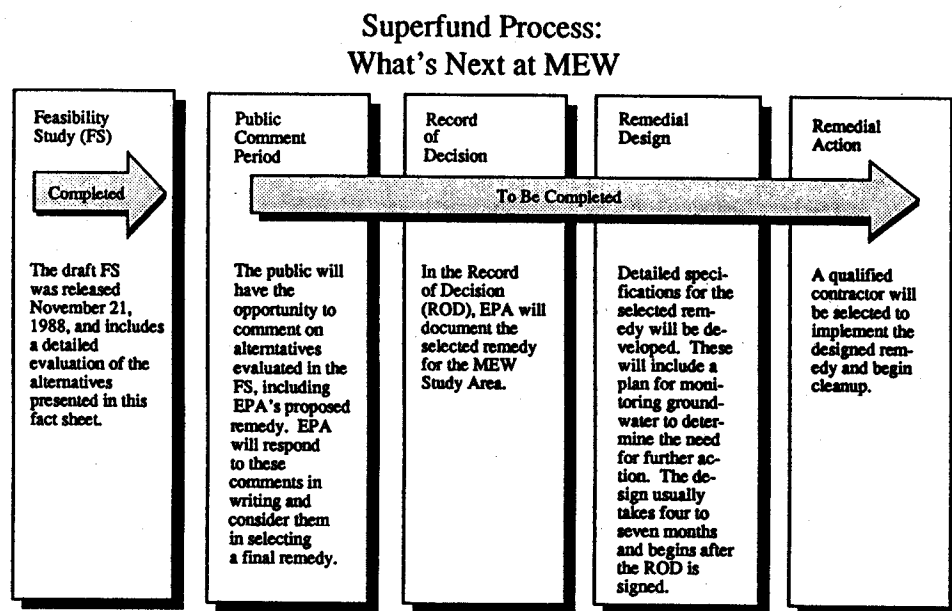 Superfund Process:
What's Next at MEW
Feasibility
Study (FS)
Completed
The draft FS
was released
November 21,
1988, and includes
a detailed
evaluation of the
alternatives
presented in this
fact sheet.
Public
Comment
Period
To Be Completed
The public will
have the
opportunity to
comment on
alterntatives
evaluated in the
FS, including
EPA's proposed
remedy. EPA
will respond
to these
comments in
writing and
consider them
in selecting
a final remedy.
Record
of
Decision
In the Record
of Decision
(ROD), EPA will
document the
selected remedy
for the MEW
Study Area.
Remedial
Design
Detailed speci-
fications for the
selected rem-
edy will be de-
veloped. These
will include a
plan for moni-
toring ground-
water to deter-
mine the need
for further ac-
tion. The de-
sign usually
takes four to
seven months
and begins after
the ROD is
signed.
Remedial
Action
A qualified
contractor will
be selected to
implement the
designed rem-
edy and begin
cleanup.